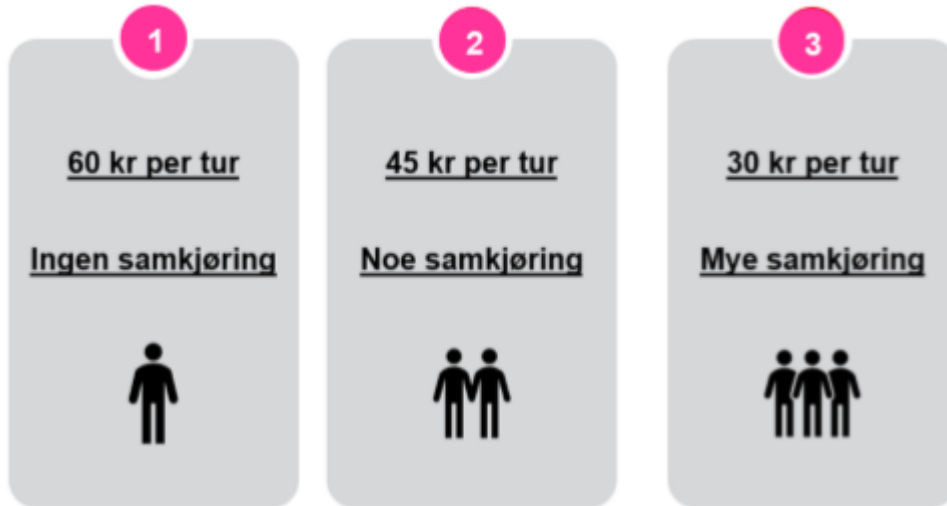 1
60 kr per tur
Ingen samkjøring
2
45 kr per tur
Noe samkjøring
3
30 kr per tur
Mye samkjøring